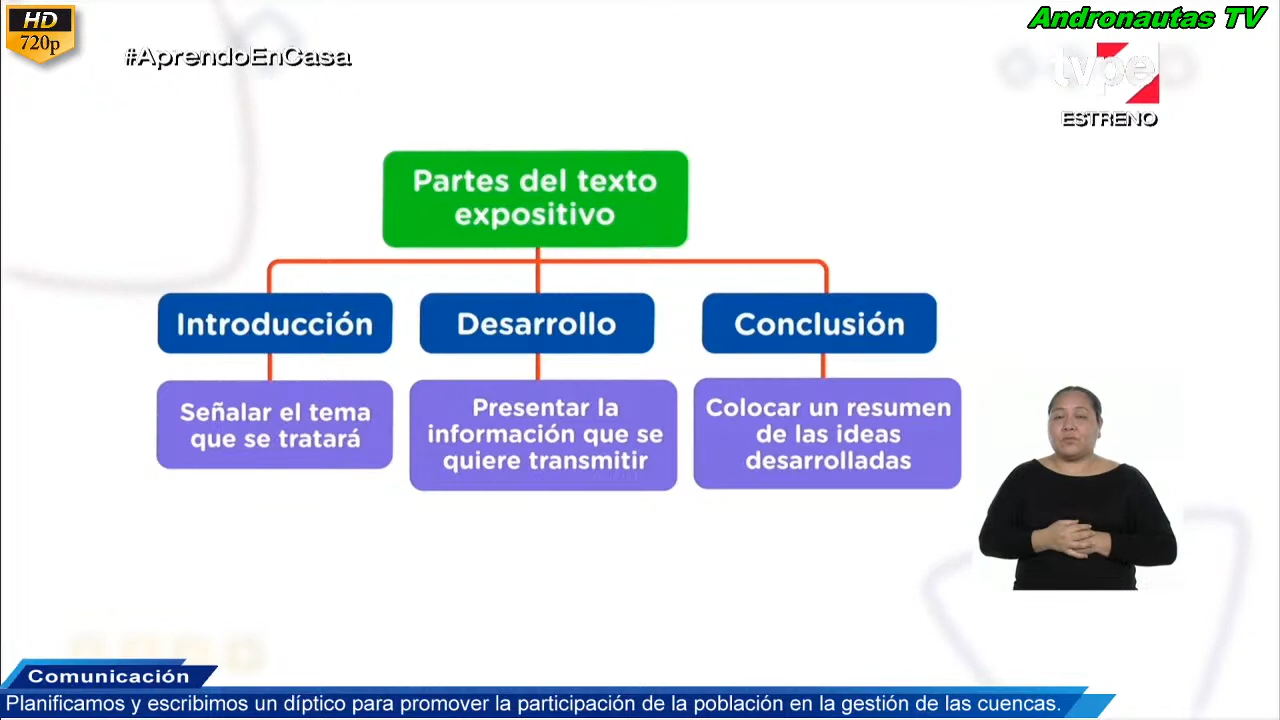 HD
720p
#AprendoEnCasa
Andronautas TV
tvpe
ESTRENO
Partes del texto
expositivo
Introducción
Desarrollo
Conclusión
Señalar el tema
que se tratará
Presentar la
información que se
quiere transmitir
Colocar un resumen
de las ideas
desarrolladas
Comunicación
Planificamos y escribimos un díptico para promover la participación de la población en la gestión de las cuencas.